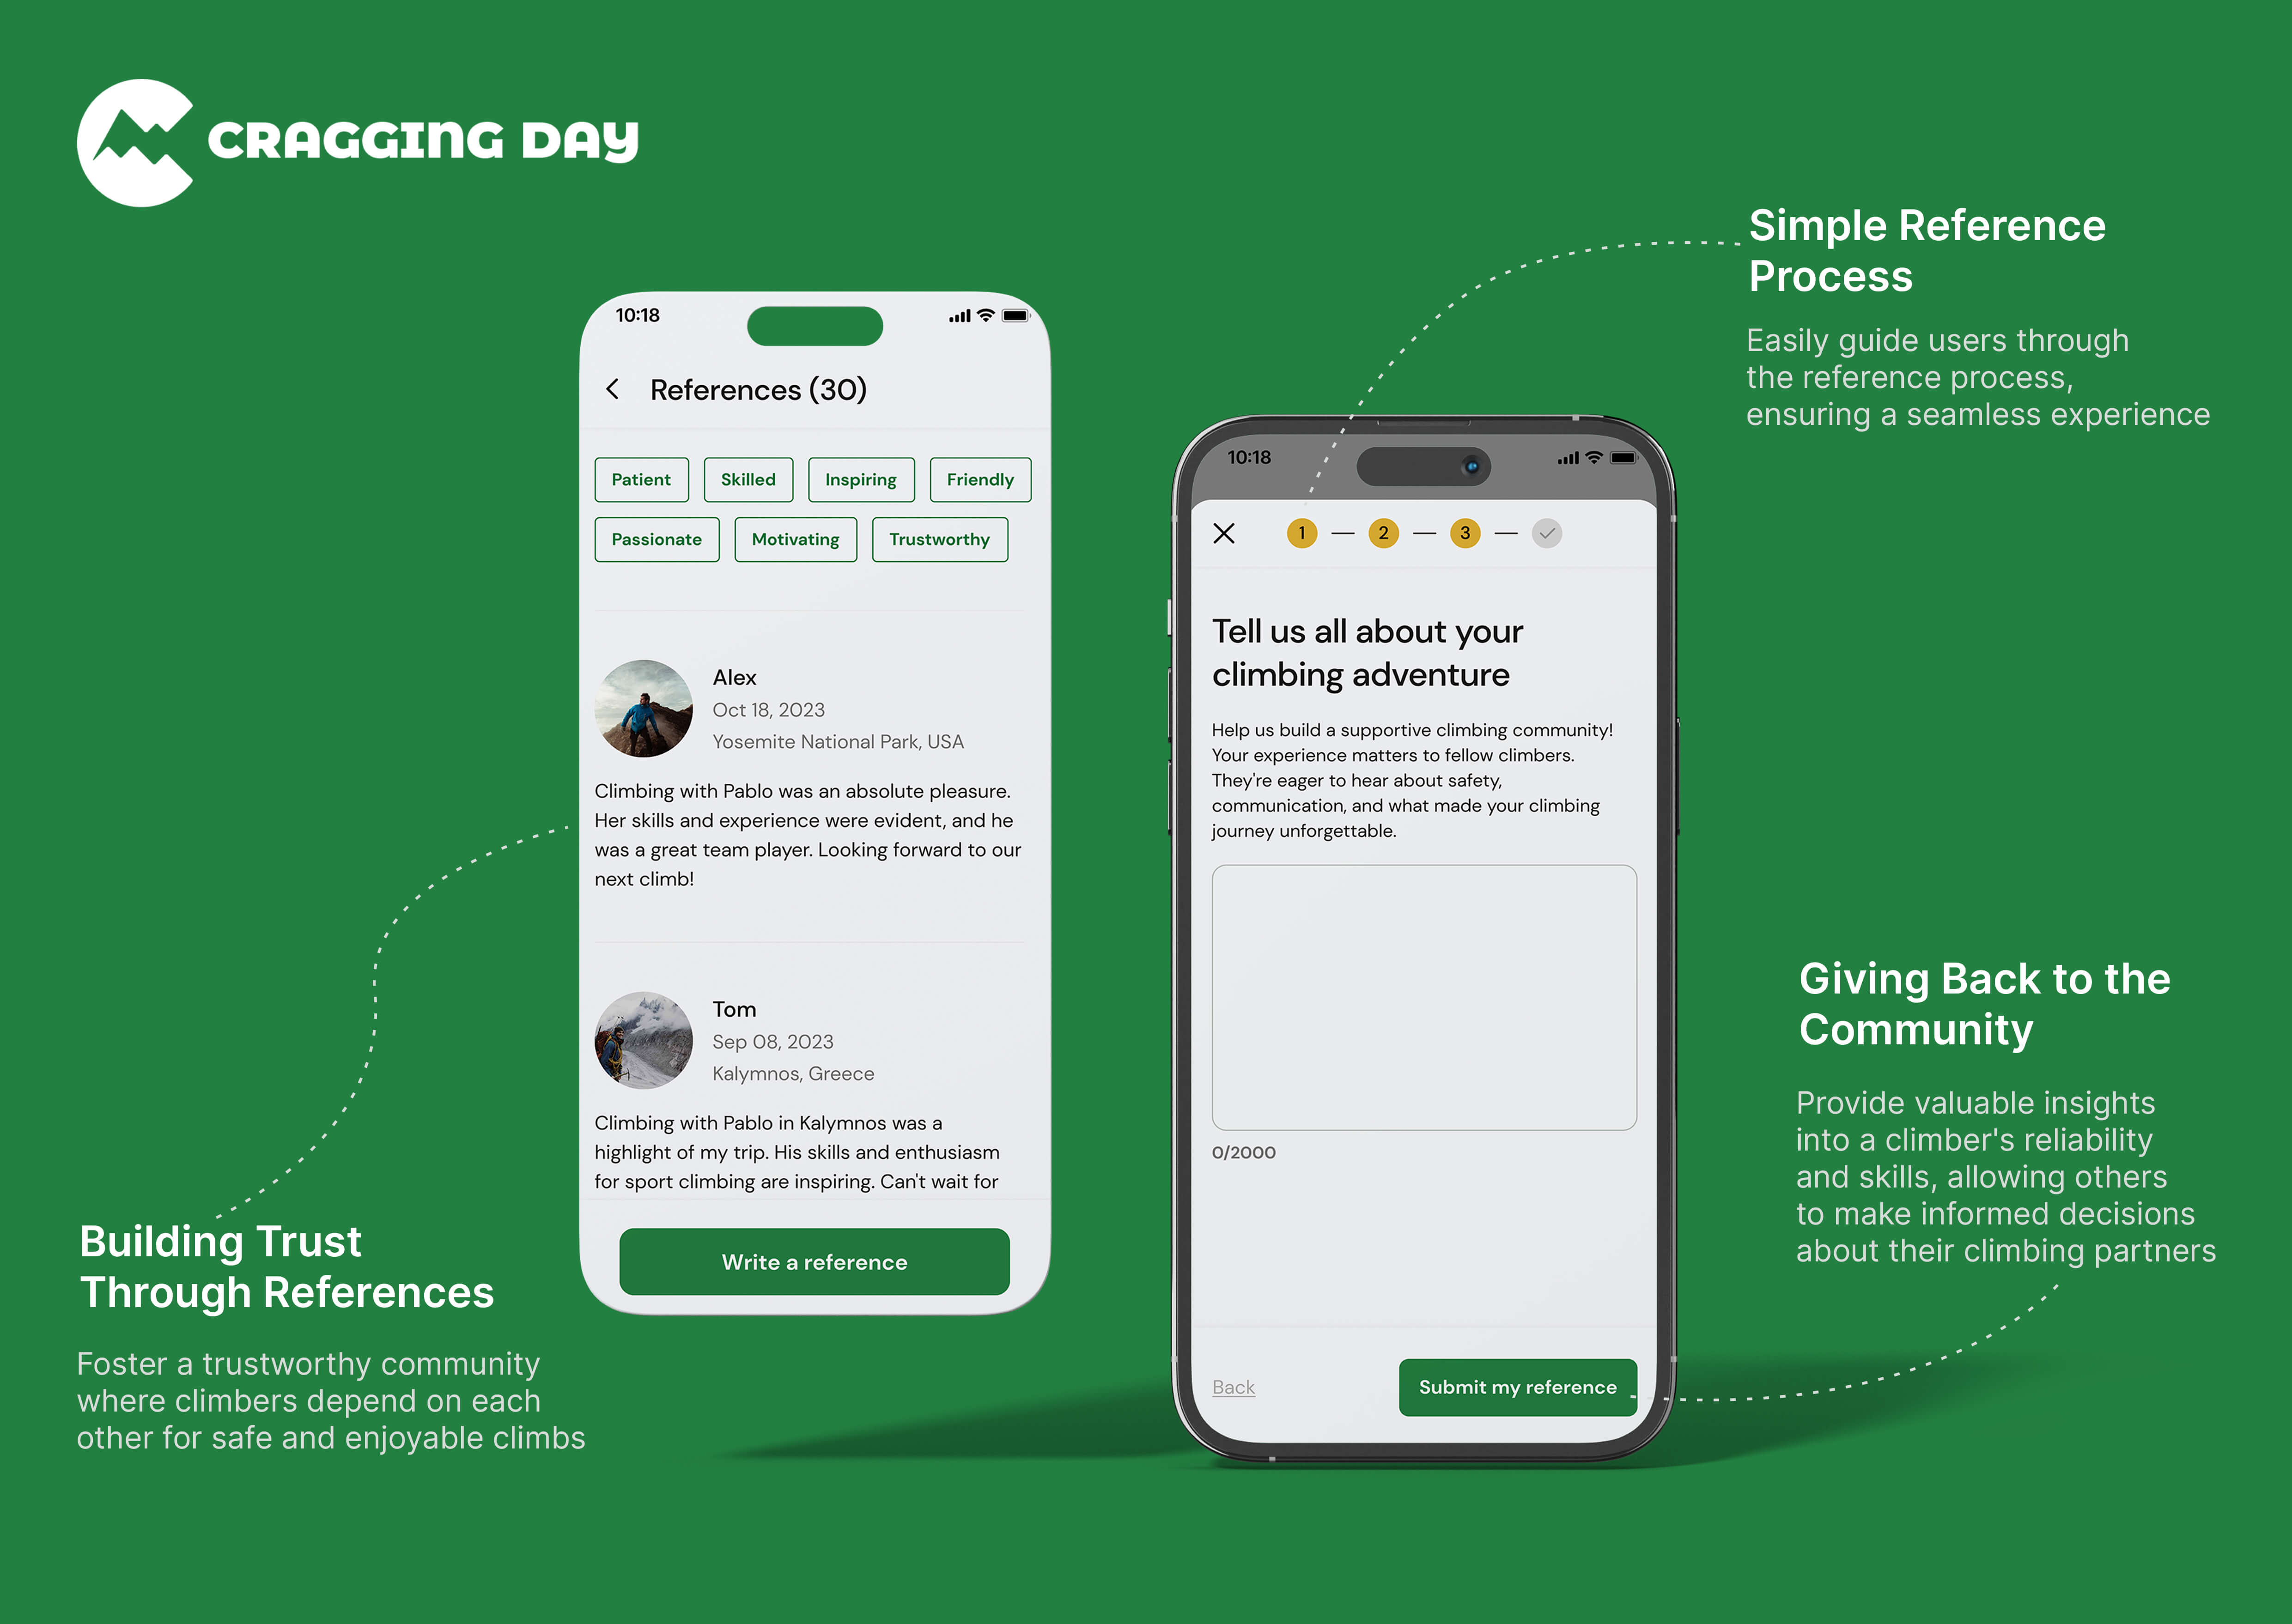 CRAGGING DAY
Simple Reference
Process
Easily guide users through
the reference process,
ensuring a seamless experience
10:18
References (30)
Patient
Skilled
Inspiring
Friendly
Passionate
Motivating
Trustworthy
Alex
Oct 18, 2023
Yosemite National Park, USA
Climbing with Pablo was an absolute pleasure.
Her skills and experience were evident, and he
was a great team player. Looking forward to our
next climb!
Tom
Sep 08, 2023
Kalymnos, Greece
Climbing with Pablo in Kalymnos was a
highlight of my trip. His skills and enthusiasm
for sport climbing are inspiring. Can't wait for
Write a reference
10:18
1
2
3
Tell us all about your
climbing adventure
Help us build a supportive climbing community!
Your experience matters to fellow climbers.
They're eager to hear about safety,
communication, and what made your climbing
journey unforgettable.
0/2000
Back
Submit my reference
Giving Back to the
Community
Provide valuable insights
into a climber's reliability
and skills, allowing others
to make informed decisions
about their climbing partners
Building Trust
Through References
Foster a trustworthy community
where climbers depend on each
other for safe and enjoyable climbs